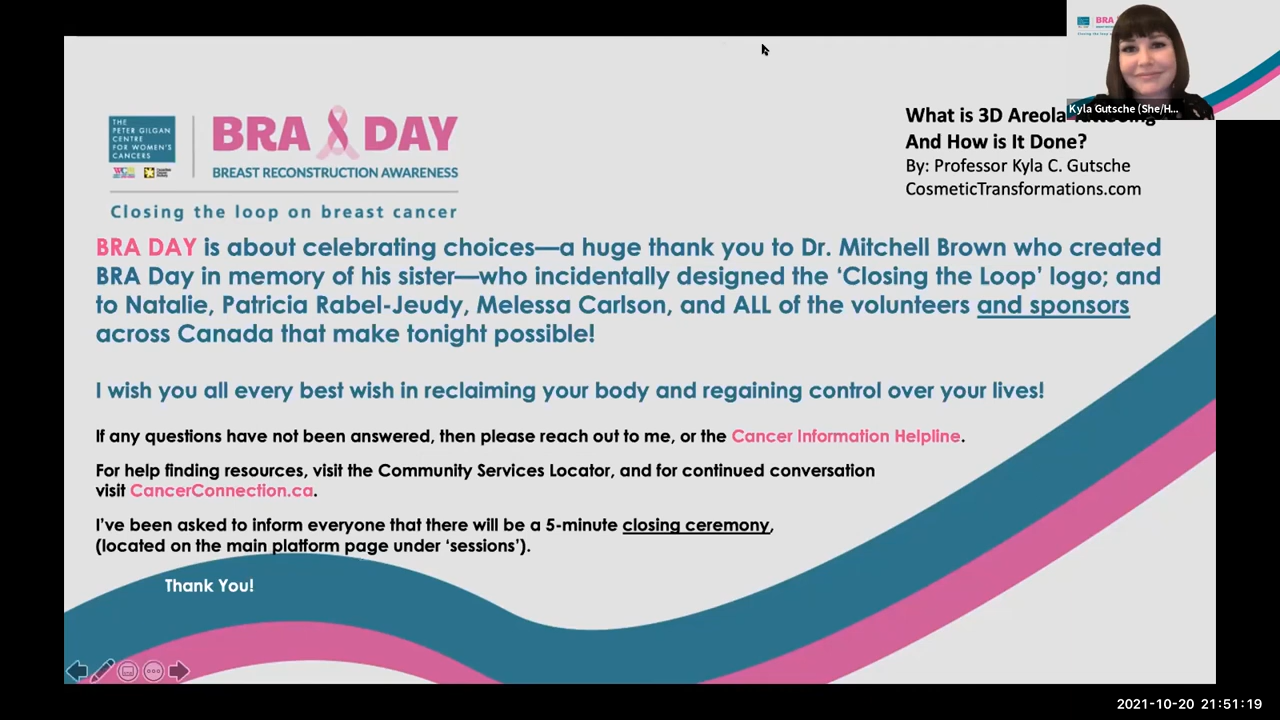 BRA
Kyla Gutsche (She/H...
THE
PETER GILGAN
CENTRE
FOR WOMEN'S
CANCERS
BRA DAY
BREAST RECONSTRUCTION AWARENESS
Closing the loop on breast cancer
What is 3D Areola
And How is It Done?
By: Professor Kyla C. Gutsche
CosmeticTransformations.com
BRA DAY is about celebrating choices—a huge thank you to Dr. Mitchell Brown who created
BRA Day in memory of his sister—who incidentally designed the ‘Closing the Loop’ logo; and
to Natalie, Patricia Rabel-Jeudy, Melessa Carlson, and ALL of the volunteers and sponsors
across Canada that make tonight possible!
I wish you all every best wish in reclaiming your body and regaining control over your lives!
If any questions have not been answered, then please reach out to me, or the Cancer Information Helpline.
For help finding resources, visit the Community Services Locator, and for continued conversation
visit CancerConnection.ca.
I’ve been asked to inform everyone that there will be a 5-minute closing ceremony,
(located on the main platform page under ‘sessions’).
Thank You!
2021-10-20 21:51:19